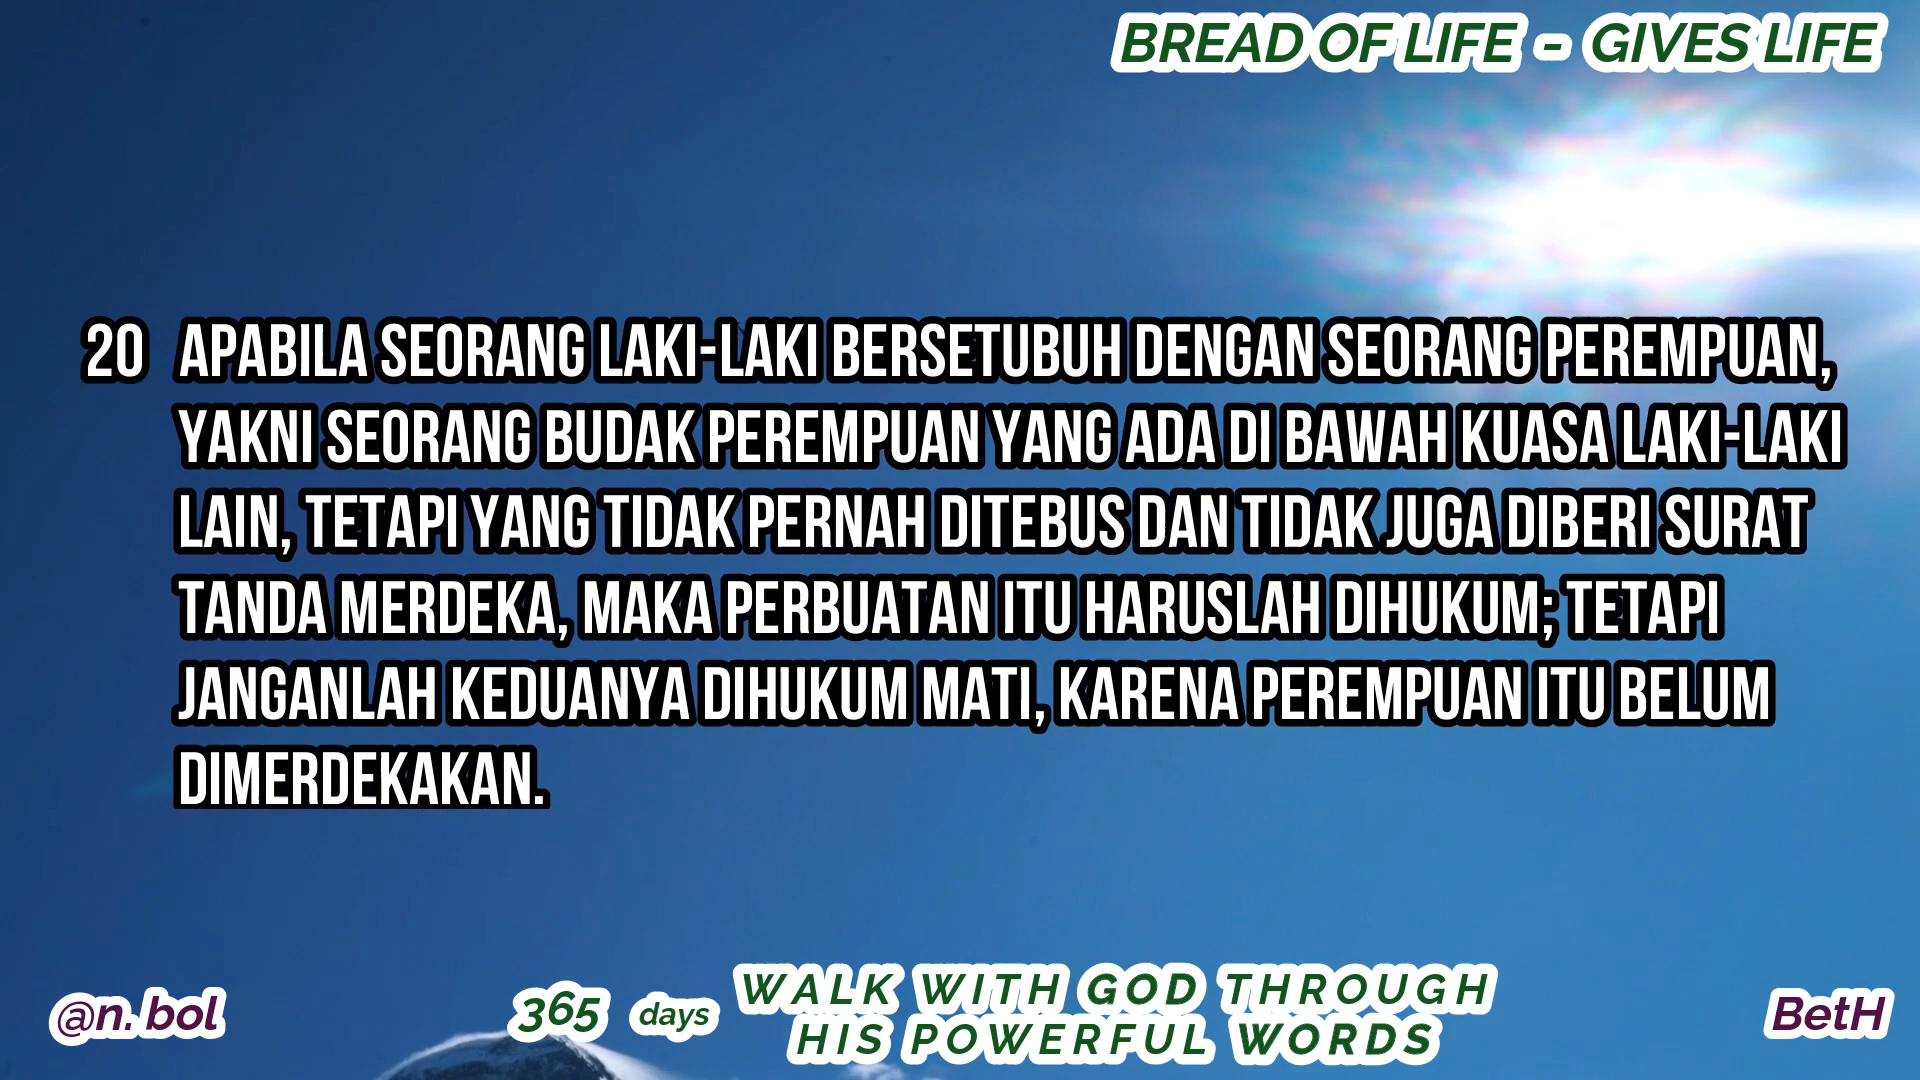 BREAD OF LIFE - GIVES LIFE
20 APABILA SEORANG LAKI-LAKI BERSETUBUH DENGAN SEORANG PEREMPUAN,
YAKNI SEORANG BUDAK PEREMPUAN YANG ADA DI BAWAH KUASA LAKI-LAKI
LAIN, TETAPI YANG TIDAK PERNAH DITEBUS DAN TIDAK JUGA DIBERI SURAT
TANDA MERDEKA, MAKA PERBUATAN ITU HARUSLAH DIHUKUM; TETAPI
JANGANLAH KEDUANYA DIHUKUM MATI, KARENA PEREMPUAN ITU BELUM
DIMERDEKAKAN.
@n. bol
365 days
WALK WITH GOD THROUGH
HIS POWERFUL WORDS
BetH